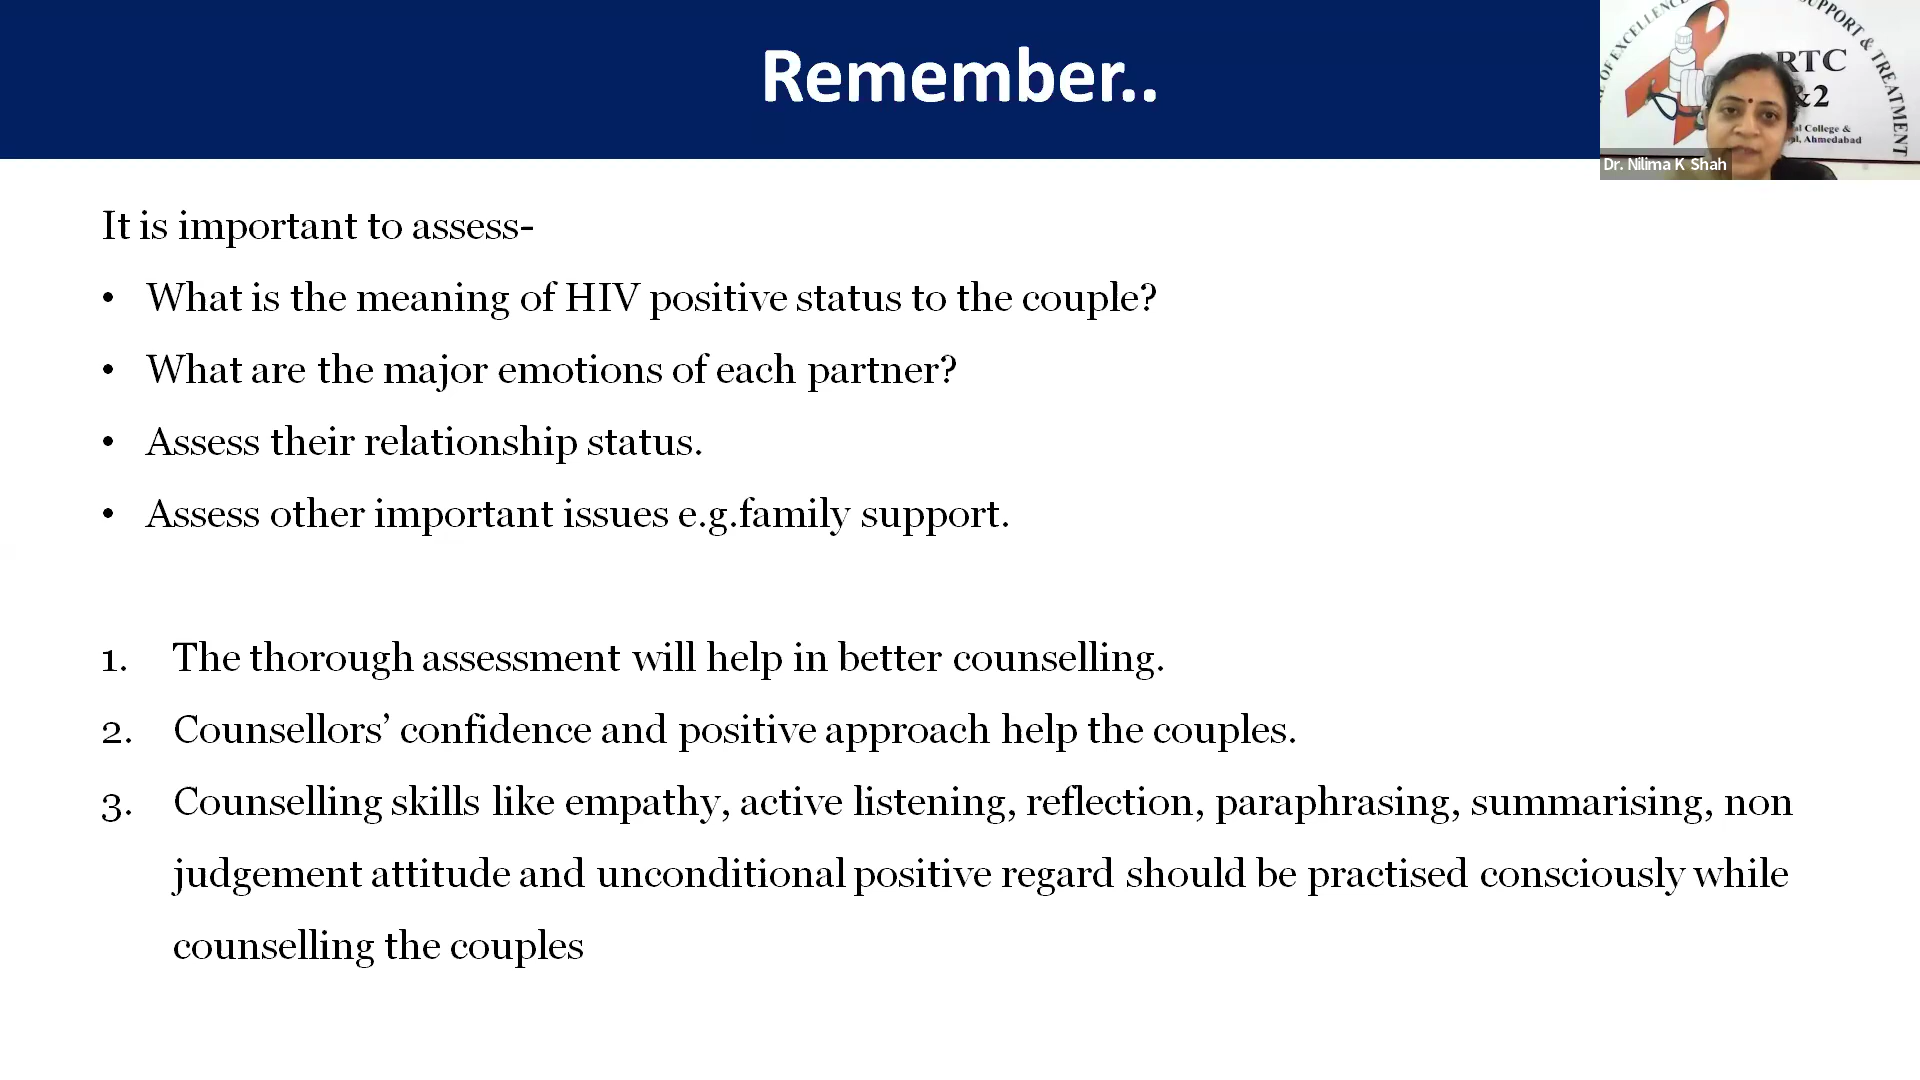 Remember..
OF EXCELLENCE
SUPPORT & TREATMENT
RTC
&2
al College &
al, Ahmedabad
Dr. Nilima K Shah
It is important to assess-
• What is the meaning of HIV positive status to the couple?
• What are the major emotions of each partner?
• Assess their relationship status.
• Assess other important issues e.g.family support.
1. The thorough assessment will help in better counselling.
2. Counsellors’ confidence and positive approach help the couples.
3. Counselling skills like empathy, active listening, reflection, paraphrasing, summarising, non
judgement attitude and unconditional positive regard should be practised consciously while
counselling the couples